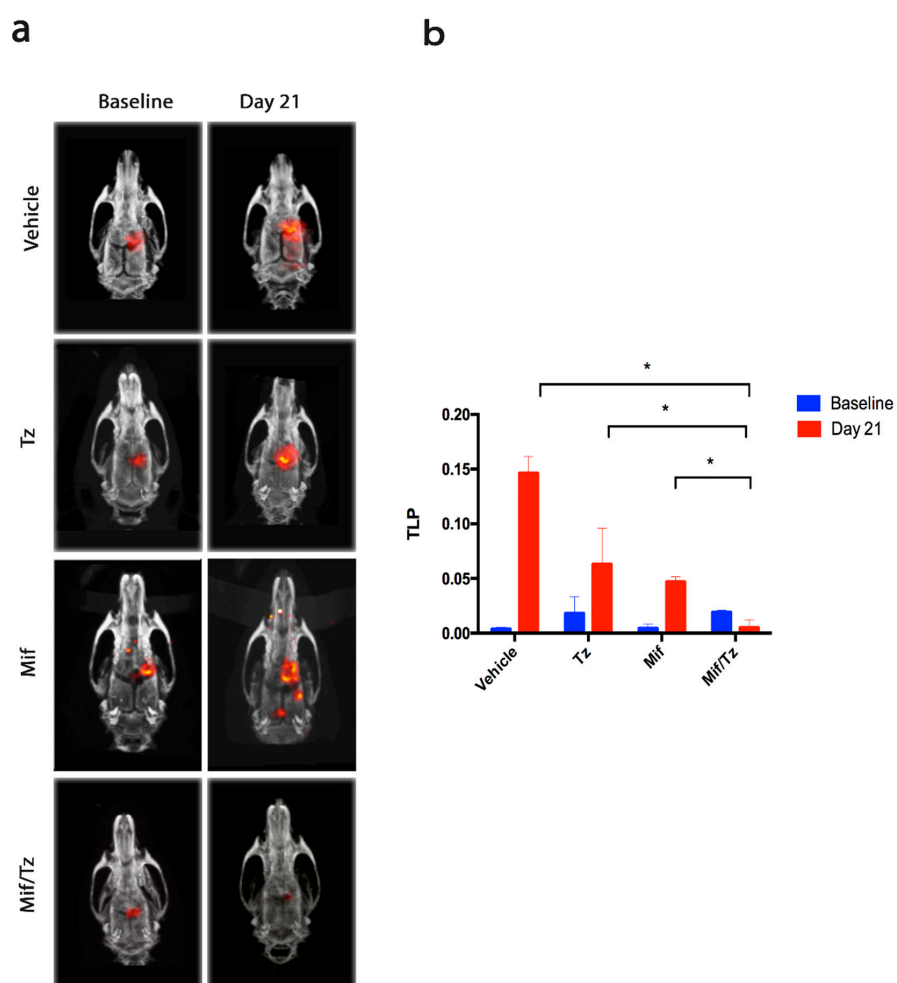 a
b
Baseline Day 21
Vehicle
Tz
Mif
Mif/Tz
*
*
*
Baseline
Day 21
TLP
0.20
0.15
0.10
0.05
0.00
Vehicle Tz Mif Mif/Tz